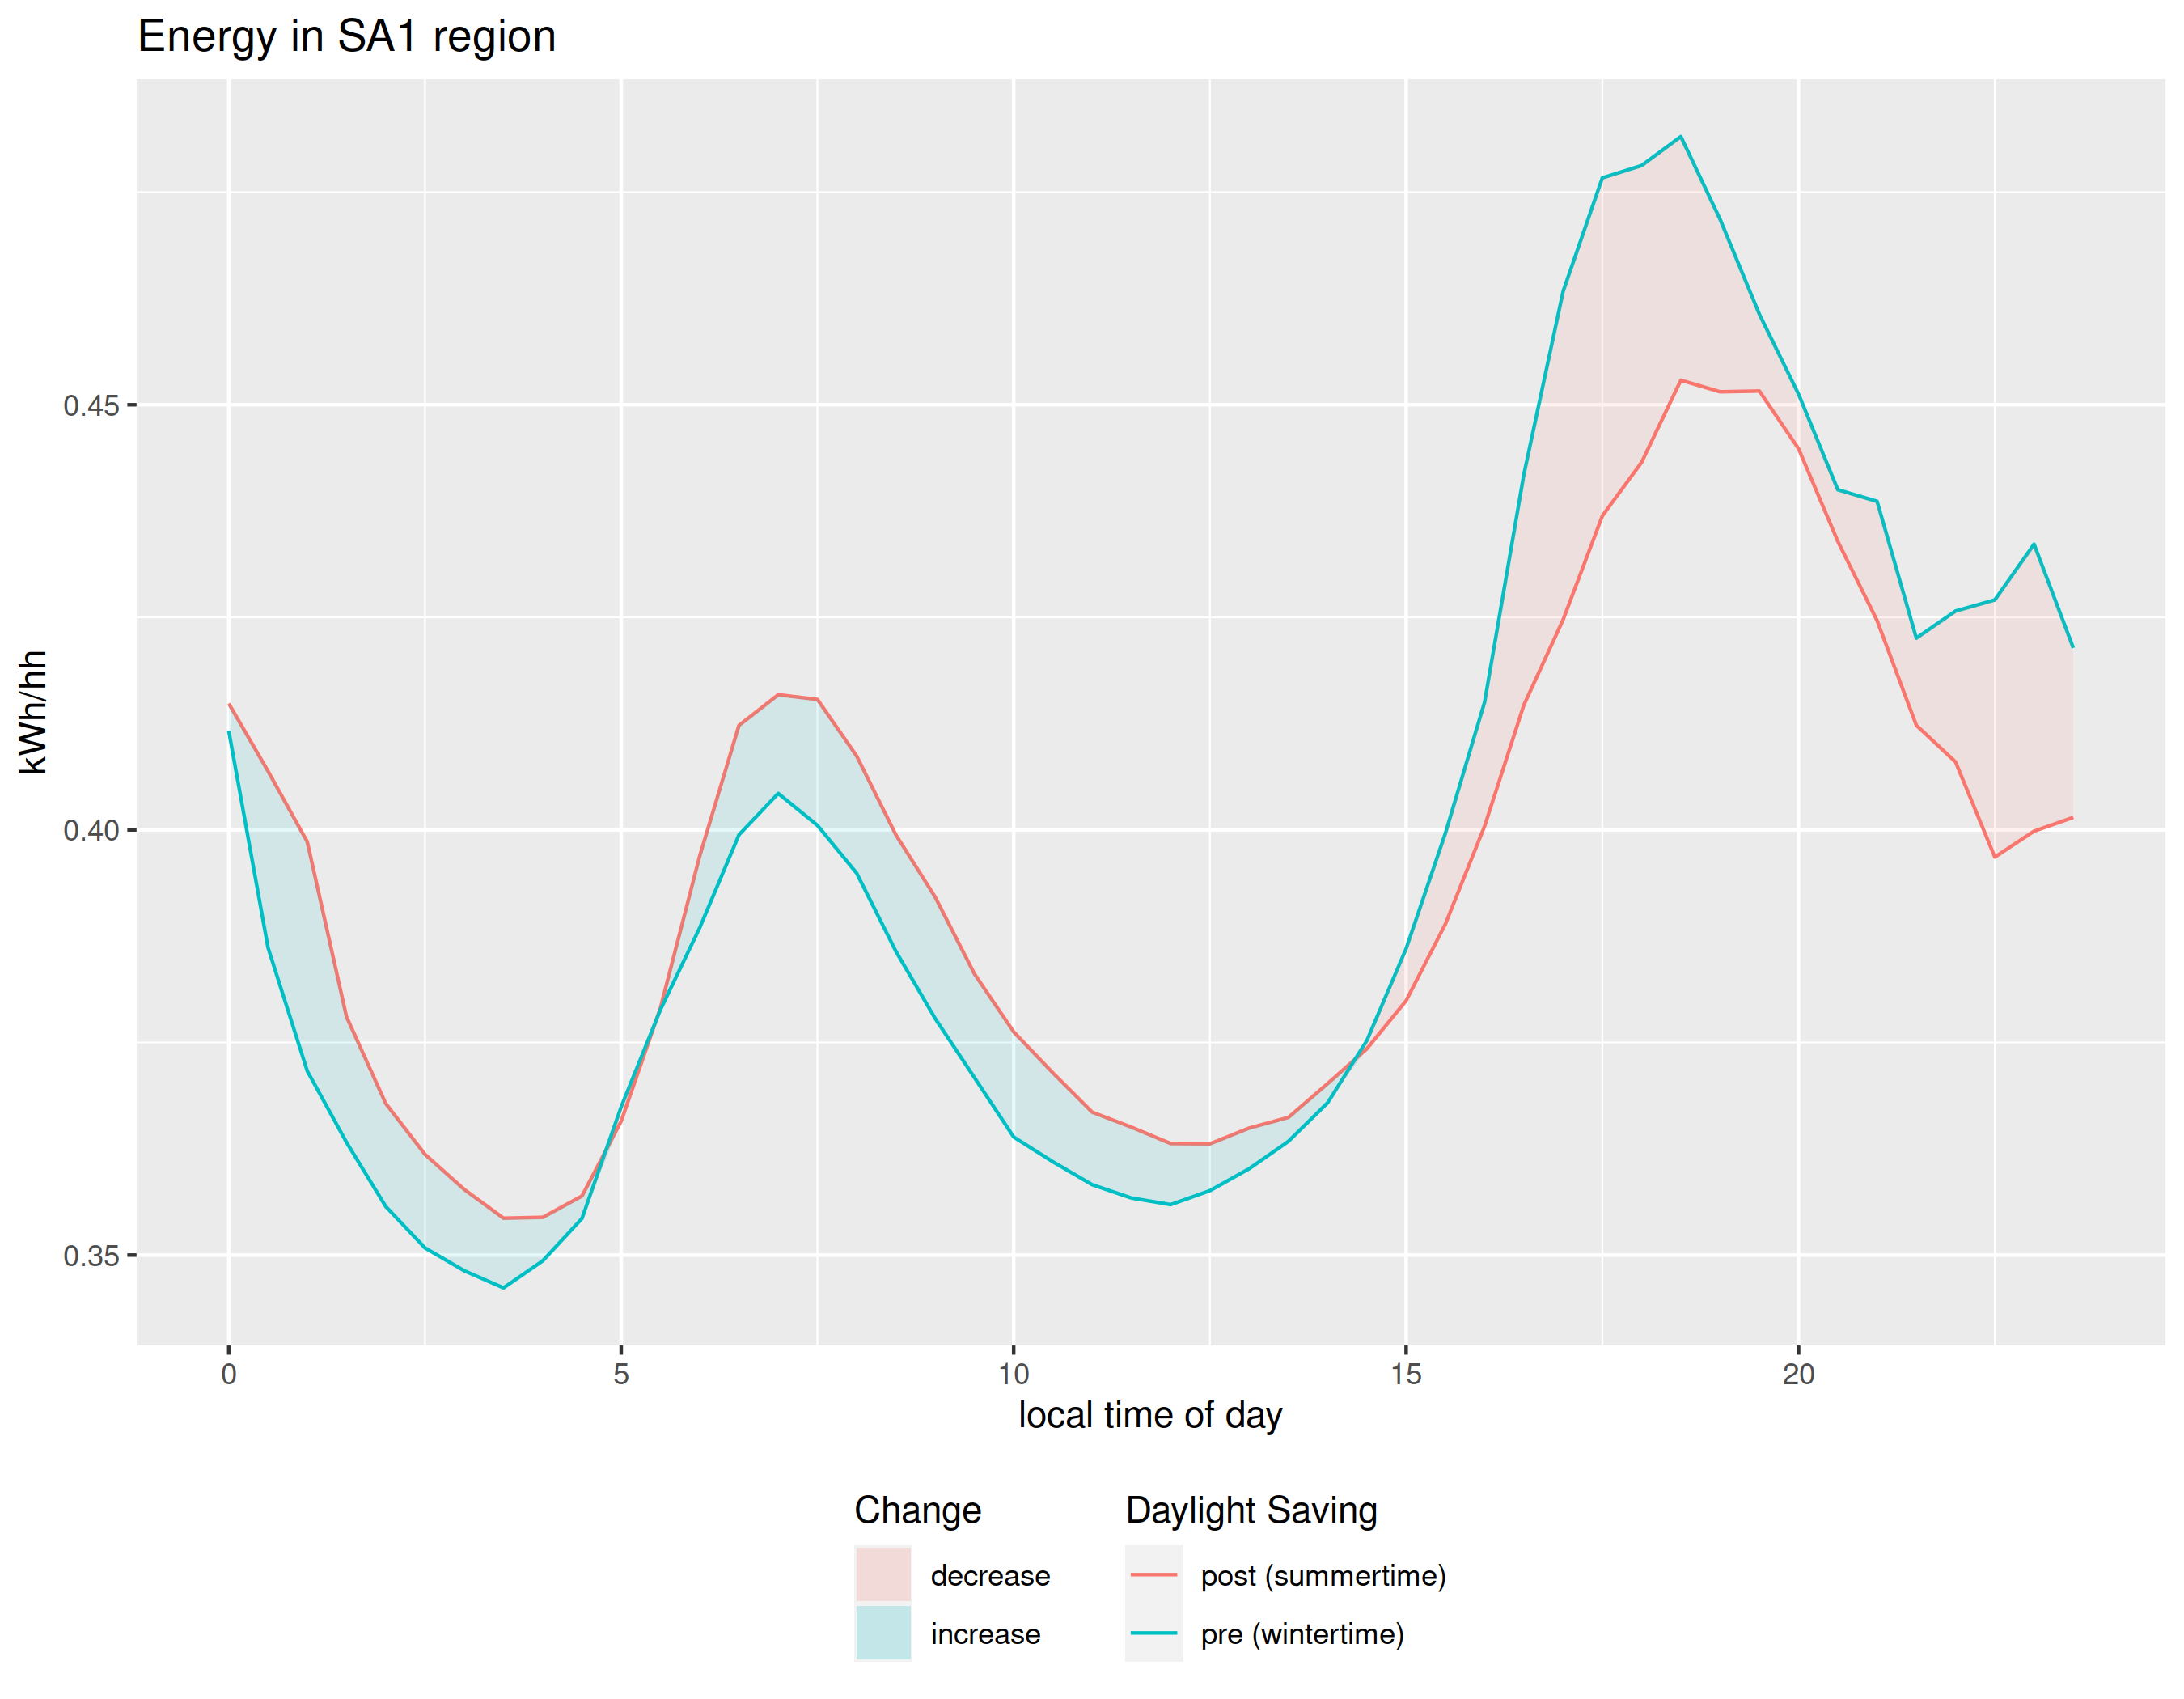 Energy in SA1 region
kWh/hh
0.45
0.40
0.35
0 5 10 15 20
local time of day
Change
decrease
increase
Daylight Saving
post (summertime)
pre (wintertime)